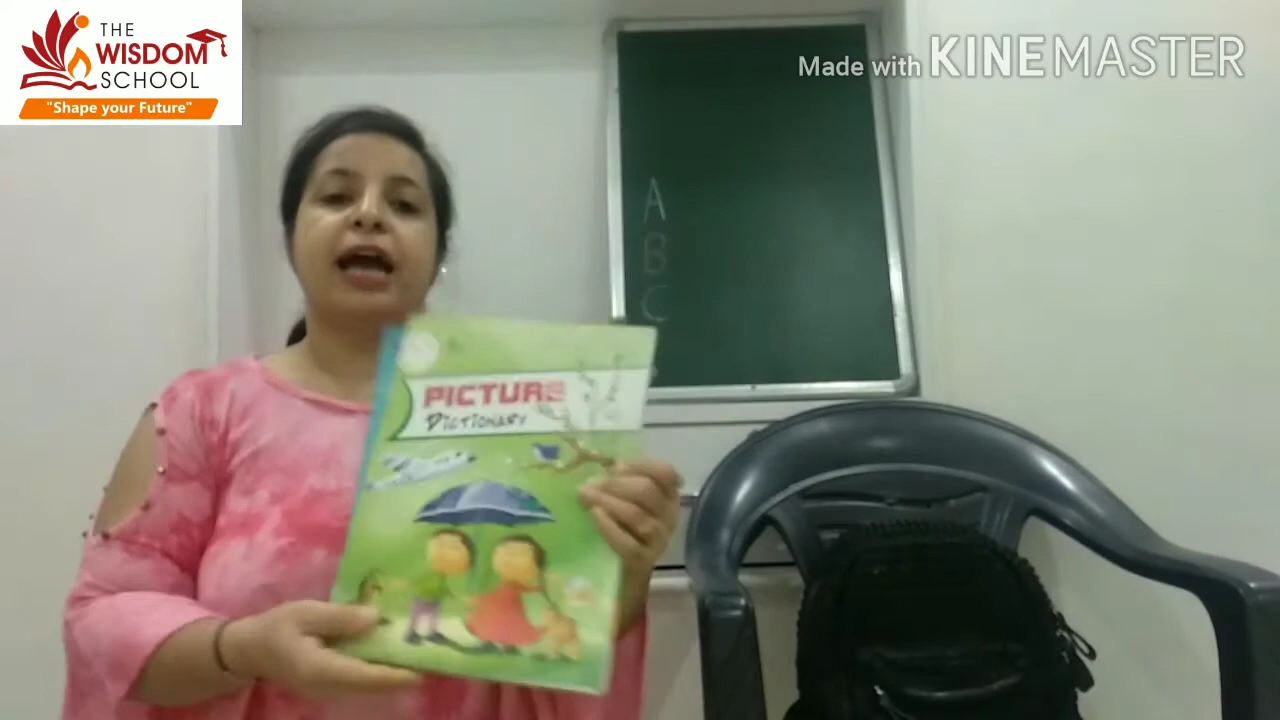 THE
WISDOM
SCHOOL
"Shape your Future"
Made with KINEMASTER
A
B
C
PICTURE
DICTIONARY